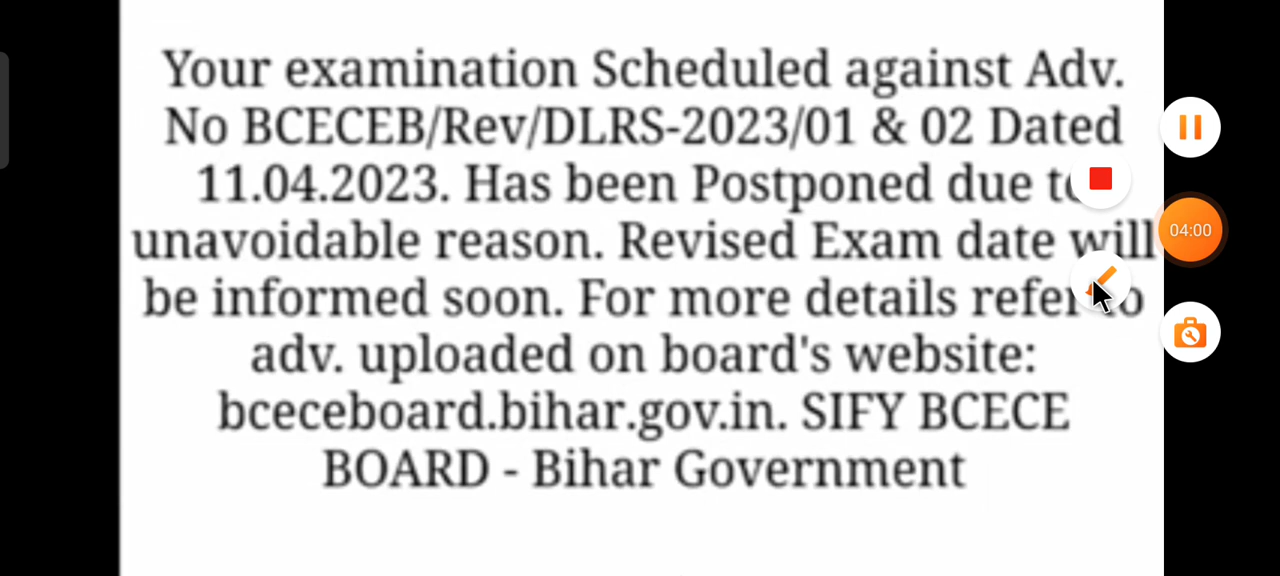 Your examination Scheduled against Adv.
No BCECEB/Rev/DLRS-2023/01 & 02 Dated
11.04.2023. Has been Postponed due to
unavoidable reason. Revised Exam date will
be informed soon. For more details refer to
adv. uploaded on board's website:
bceceboard.bihar.gov.in. SIFY BCECE
BOARD - Bihar Government
04:00